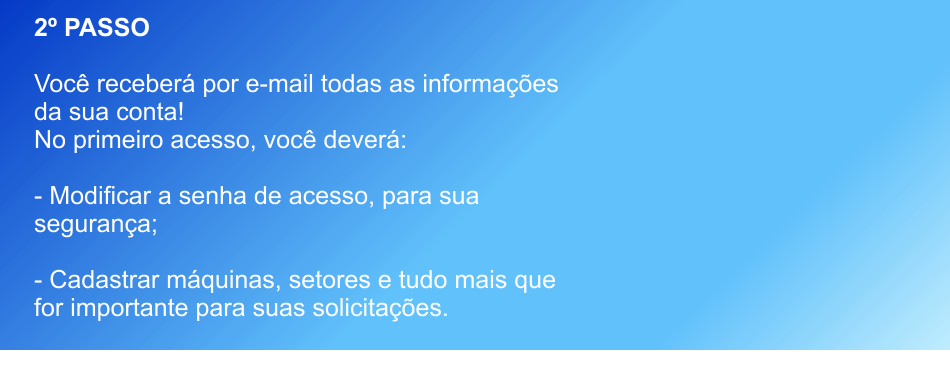 2º PASSO
Você receberá por e-mail todas as informações
da sua conta!
No primeiro acesso, você deverá:
- Modificar a senha de acesso, para sua
segurança;
- Cadastrar máquinas, setores e tudo mais que
for importante para suas solicitações.